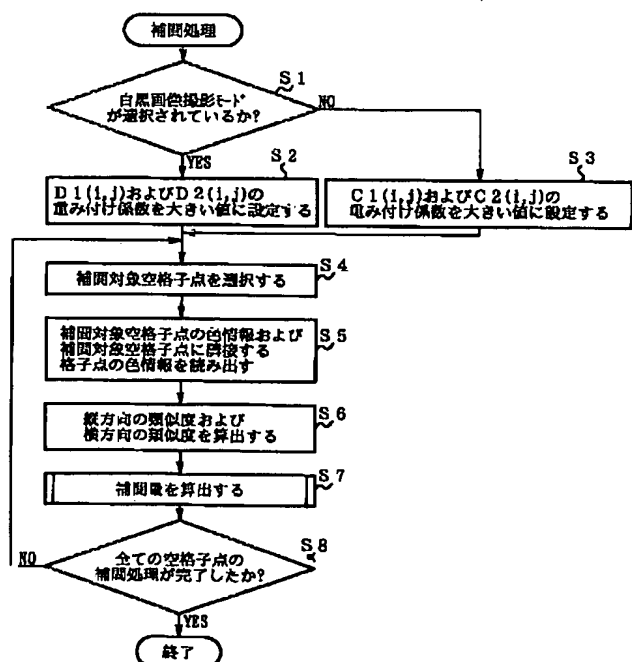 補間処理
S1
白黒画像撮影モード
が選択されているか?
NO
YES
S2
D1(i,j)およびD2(i,j)の
重み付け係数を大きい値に設定する
S3
C1(i,j)およびC2(i,j)の
重み付け係数を大きい値に設定する
S4
補間対象空格子点を選択する
S5
補間対象空格子点の色情報および
補間対象空格子点に隣接する
格子点の色情報を読み出す
S6
縦方向の類似度および
横方向の類似度を算出する
S7
補間量を算出する
S8
NO
全ての空格子点の
補間処理が完了したか?
YES
終了